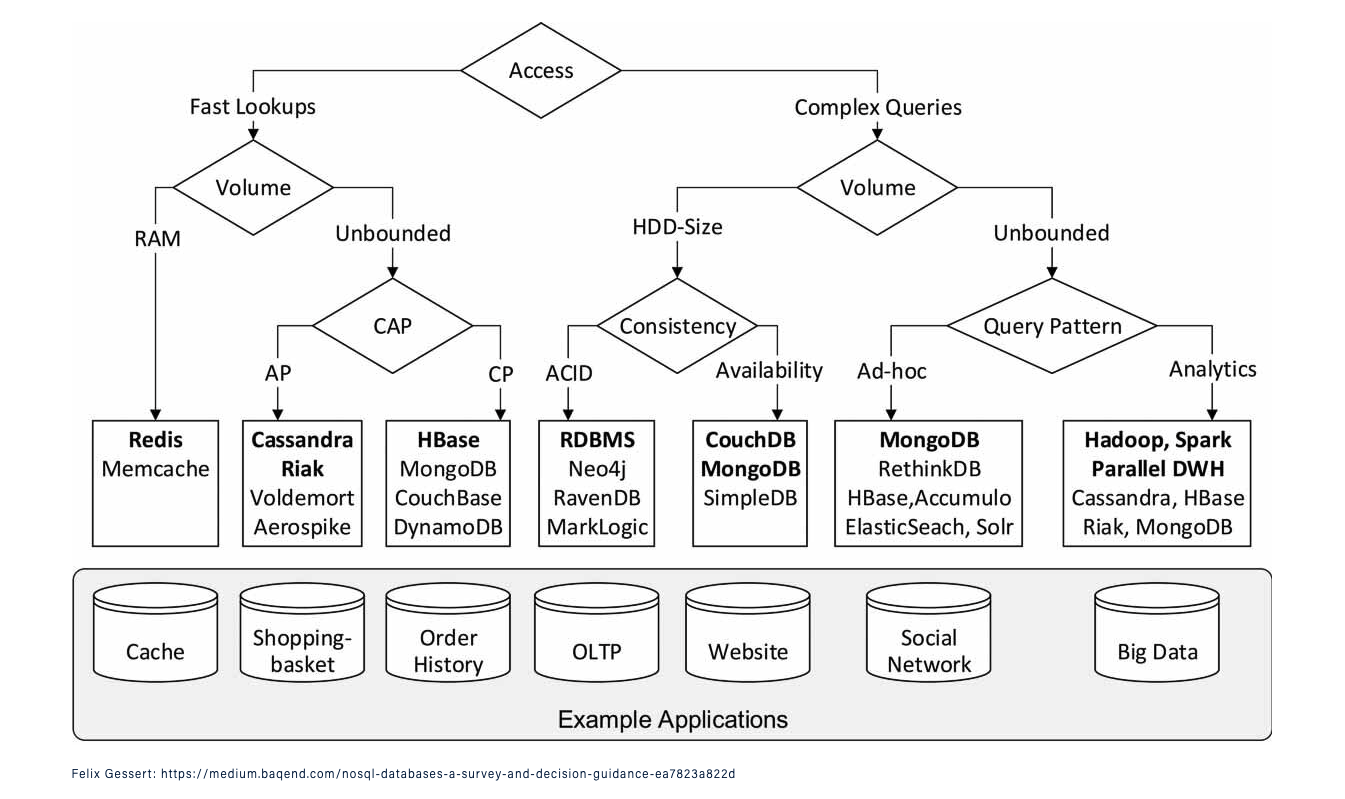 Access
Fast Lookups
Complex Queries
Volume
Volume
RAM
Unbounded
HDD-Size
Unbounded
CAP
Consistency
Query Pattern
AP
CP
ACID
Availability
Ad-hoc
Analytics
Redis
Memcache
Cassandra
Riak
Voldemort
Aerospike
HBase
MongoDB
CouchBase
DynamoDB
RDBMS
Neo4j
RavenDB
MarkLogic
CouchDB
MongoDB
SimpleDB
MongoDB
RethinkDB
HBase,Accumulo
ElasticSeach, Solr
Hadoop, Spark
Parallel DWH
Cassandra, HBase
Riak, MongoDB
Cache
Shopping-
basket
Order
History
OLTP
Website
Social
Network
Big Data
Example Applications
Felix Gessert: https://medium.baqend.com/nosql-databases-a-survey-and-decision-guidance-ea7823a822d